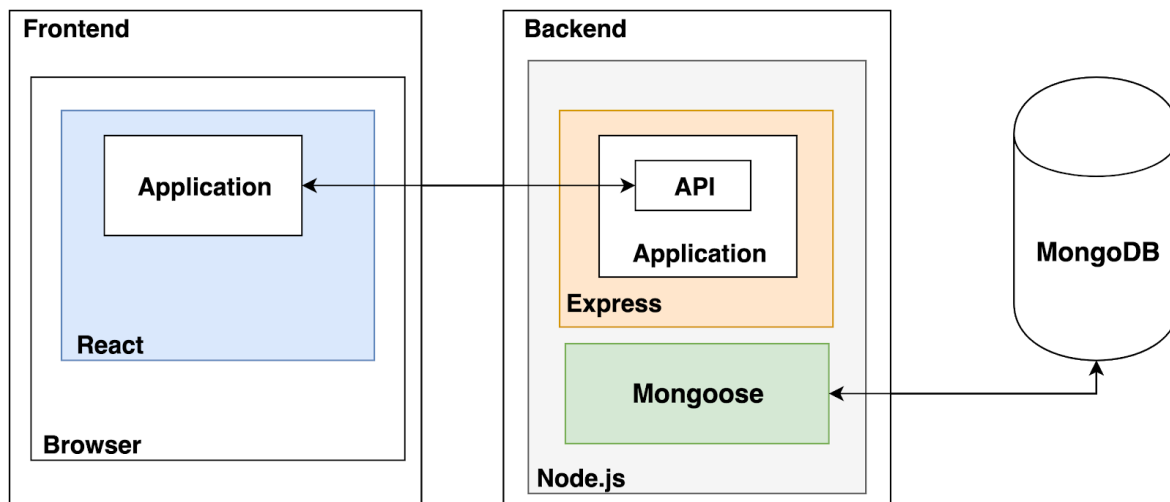 Frontend
Application
React
Browser
Backend
API
Application
Express
Mongoose
Node.js
MongoDB